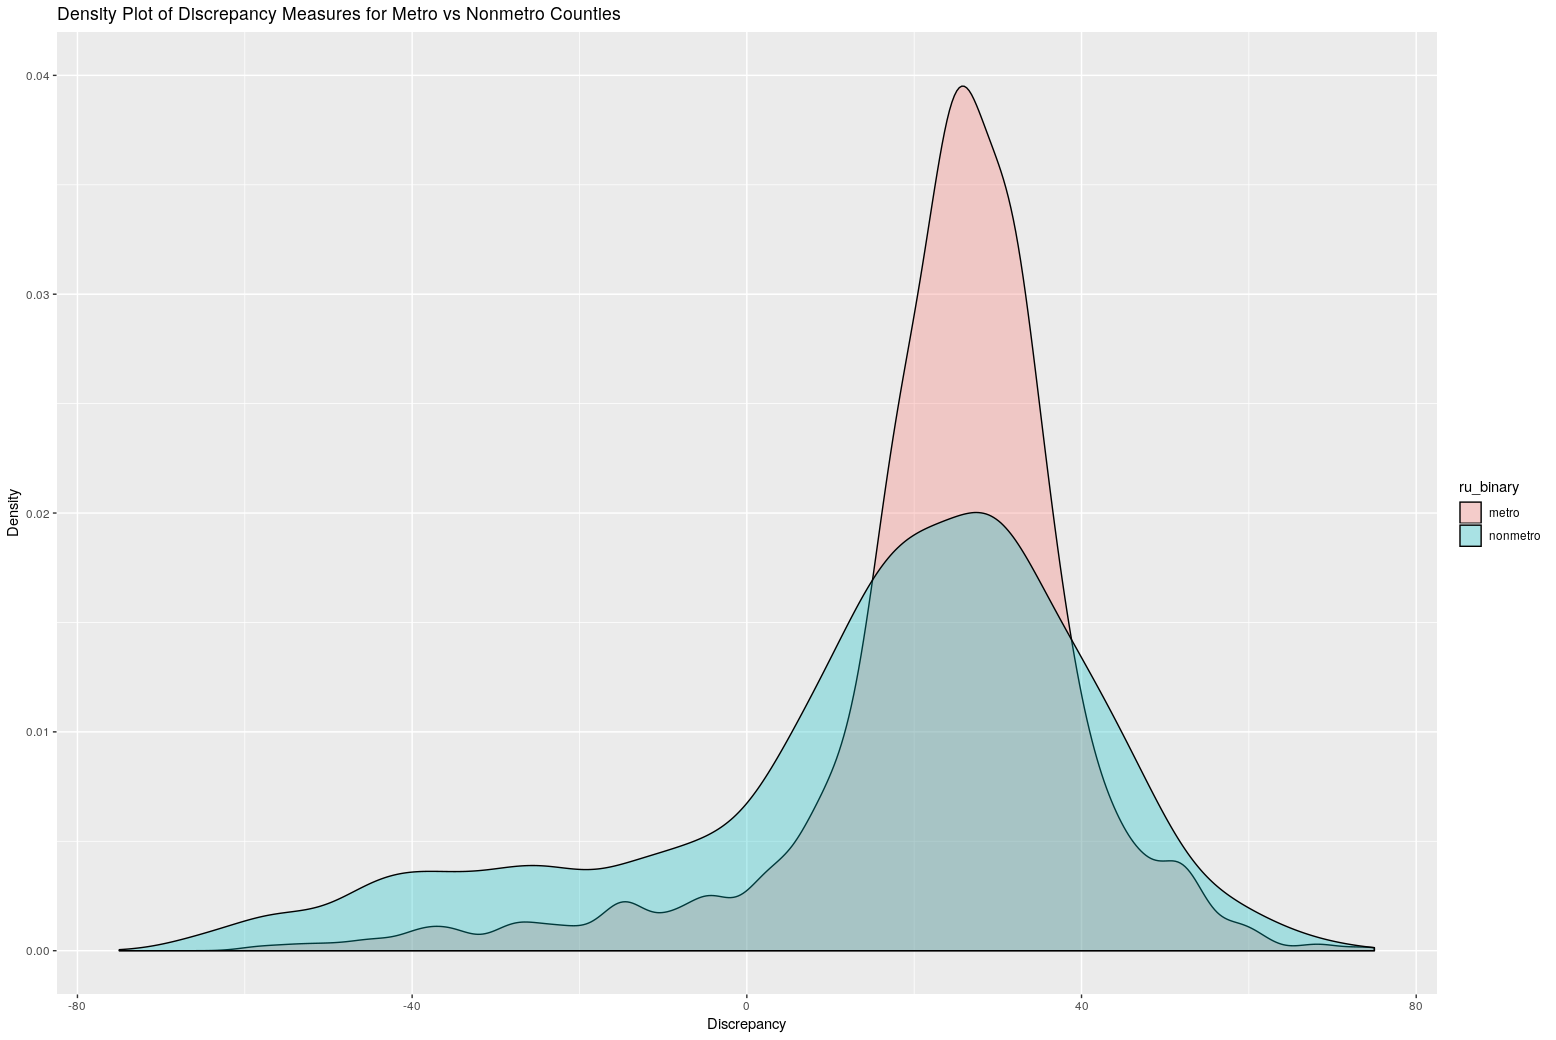 Density Plot of Discrepancy Measures for Metro vs Nonmetro Counties
0.04
0.03
0.02
0.01
0.00
Density
-80
-40
0
40
80
Discrepancy
ru_binary
metro
nonmetro